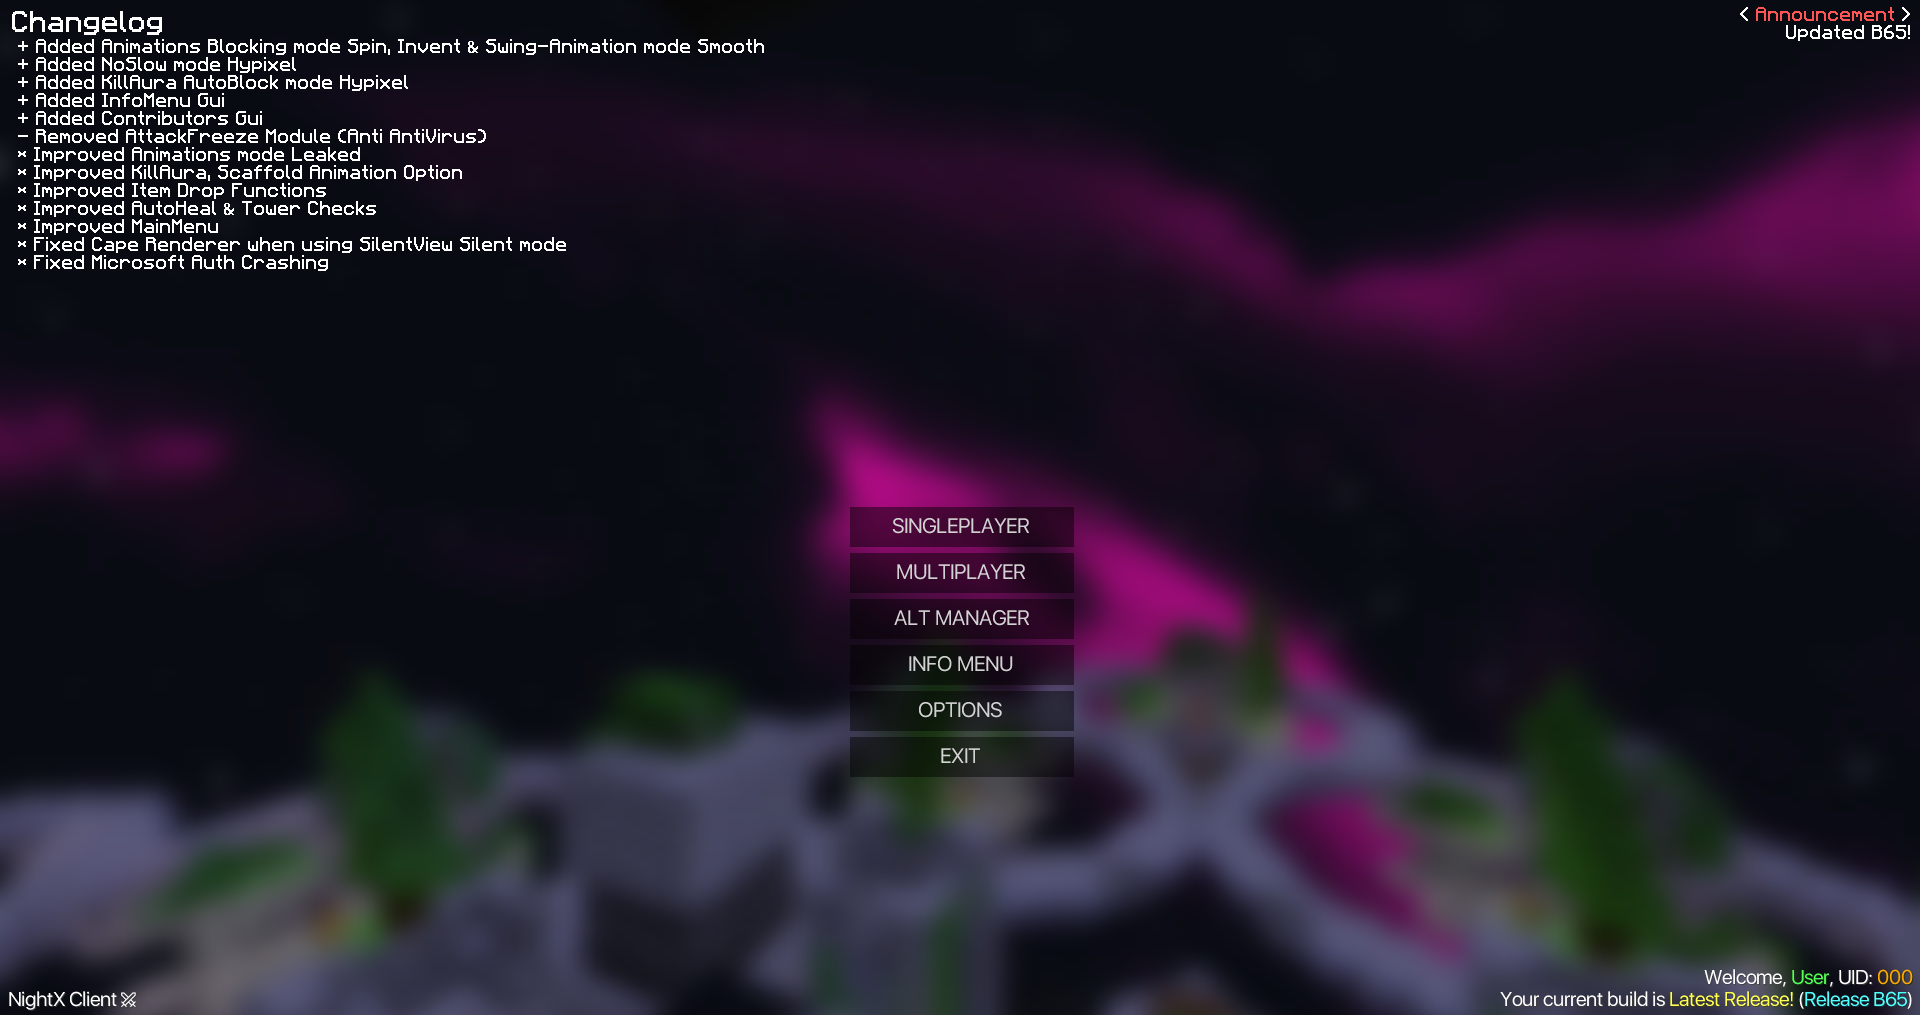 Changelog
+ Added Animations Blocking mode Spin, Invent & Swing-Animation mode Smooth
+ Added NoSlow mode Hypixel
+ Added KillAura AutoBlock mode Hypixel
+ Added InfoMenu Gui
+ Added Contributors Gui
- Removed AttackFreeze Module (Anti AntiVirus)
× Improved Animations mode Leaked
× Improved KillAura, Scaffold Animation Option
× Improved Item Drop Functions
× Improved AutoHeal & Tower Checks
× Improved MainMenu
× Fixed Cape Renderer when using SilentView Silent mode
× Fixed Microsoft Auth Crashing
< Announcement >
Updated B65!
SINGLEPLAYER
MULTIPLAYER
ALT MANAGER
INFO MENU
OPTIONS
EXIT
NightX Client ⚔
Welcome, User, UID: 000
Your current build is Latest Release! (Release B65)